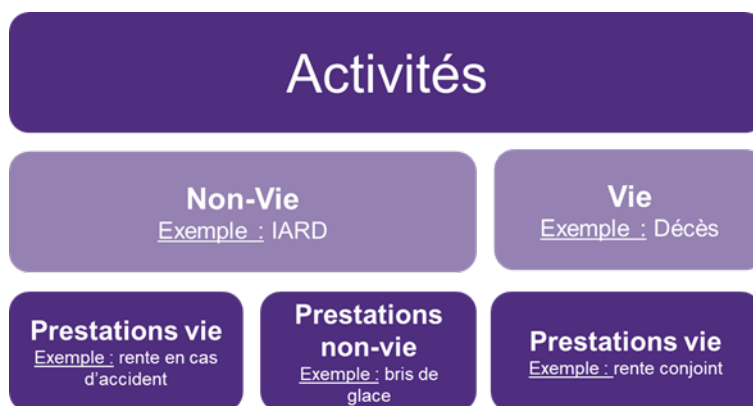 Activités
Non-Vie
Exemple : IARD
Vie
Exemple : Décès
Prestations vie
Exemple : rente en cas
d'accident
Prestations
non-vie
Exemple : bris de
glace
Prestations vie
Exemple : rente conjoint